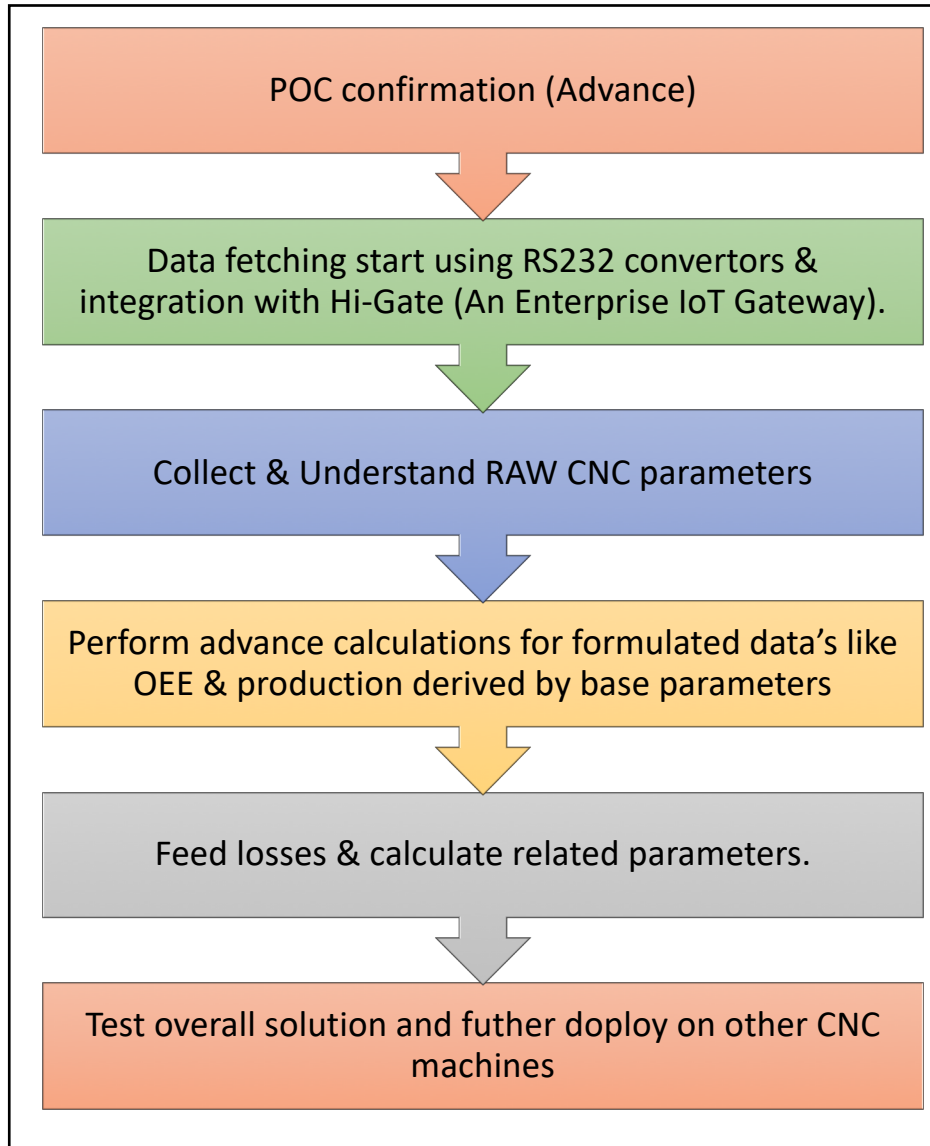 POC confirmation (Advance)
Data fetching start using RS232 convertors &
integration with Hi-Gate (An Enterprise IoT Gateway).
Collect & Understand RAW CNC parameters
Perform advance calculations for formulated data’s like
OEE & production derived by base parameters
Feed losses & calculate related parameters.
Test overall solution and futher doploy on other CNC
machines